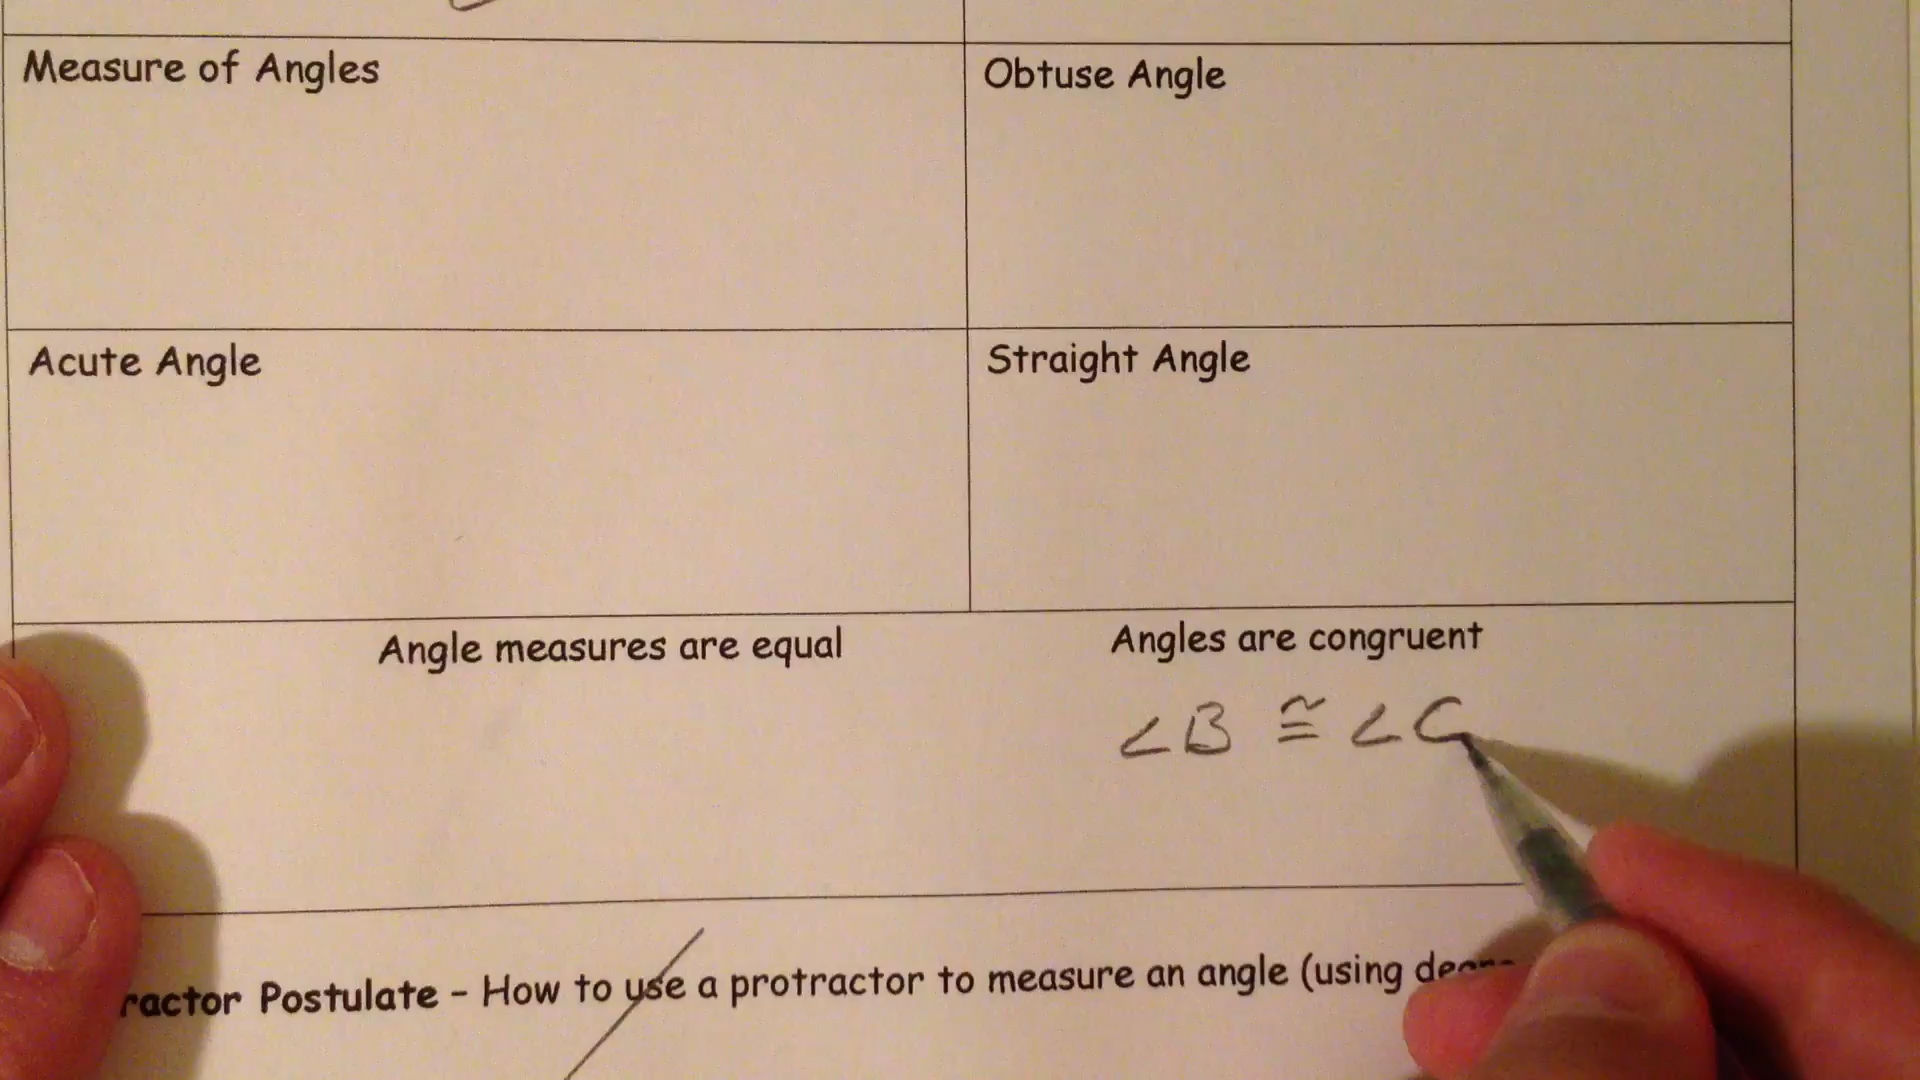 Measure of Angles
Obtuse Angle
Acute Angle
Straight Angle
Angle measures are equal
Angles are congruent
∠B ≅ ∠C
ractor Postulate - How to use a protractor to measure an angle (using